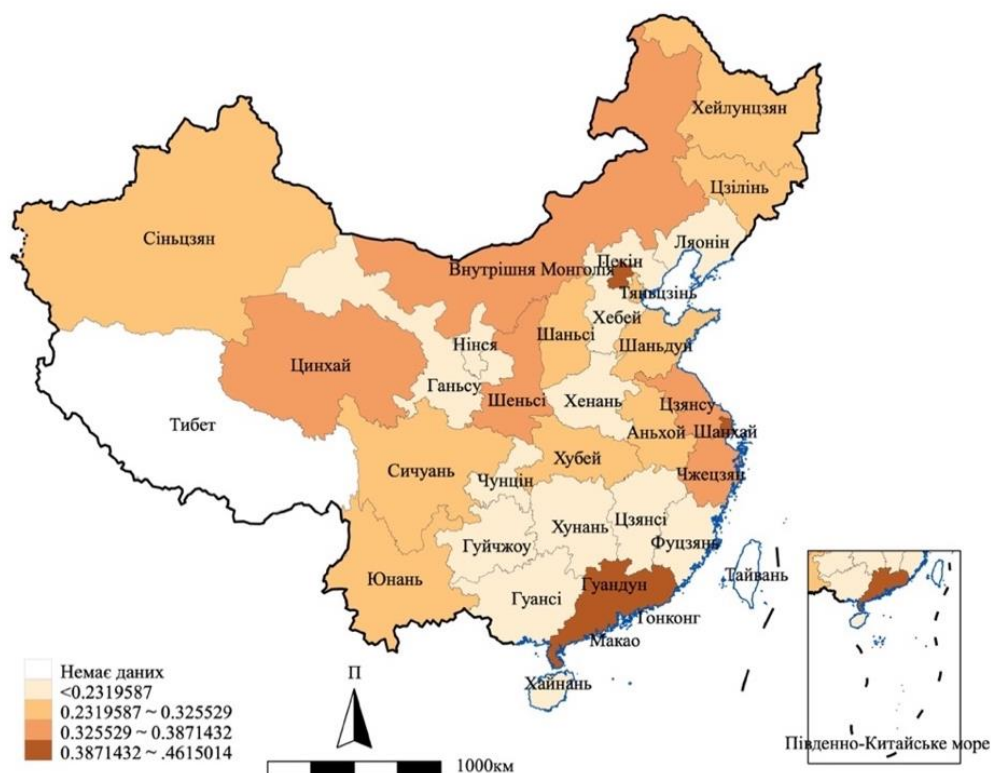 Хейлунцзян
Цзілінь
Ляонін
Сіньцзян
Пекін
Внутрішня Монголія
Тяньцзінь
Хебей
Шаньсі
Шаньдун
Нінся
Цинхай
Ганьсу
Шеньсі
Хенань
Цзянсу
Тибет
Аньхой
Шанхай
Сичуань
Хубей
Чжецзян
Чунцін
Хунань
Цзянсі
Гуйчжоу
Фуцзянь
Юнань
Гуандун
Тайвань
Гуансі
Гонконг
Макао
Хайнань
П
Немає даних
<0.2319587
0.2319587 ~ 0.325529
0.325529 ~ 0.3871432
0.3871432 ~ .4615014
1000км
Південно-Китайське море